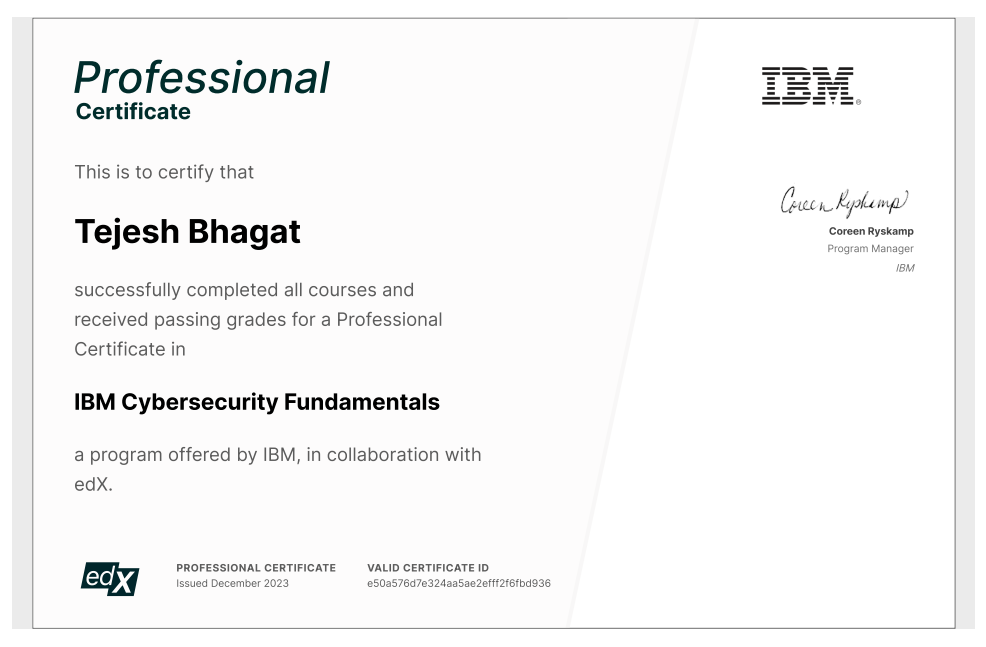 Professional
Certificate
This is to certify that
Tejesh Bhagat
successfully completed all courses and
received passing grades for a Professional
Certificate in
IBM Cybersecurity Fundamentals
a program offered by IBM, in collaboration with
edX.
edX
PROFESSIONAL CERTIFICATE
Issued December 2023
VALID CERTIFICATE ID
e50a576d7e324aa5ae2efff2f6fbd936
IBM®
Coreen Ryskamp
Coreen Ryskamp
Program Manager
IBM